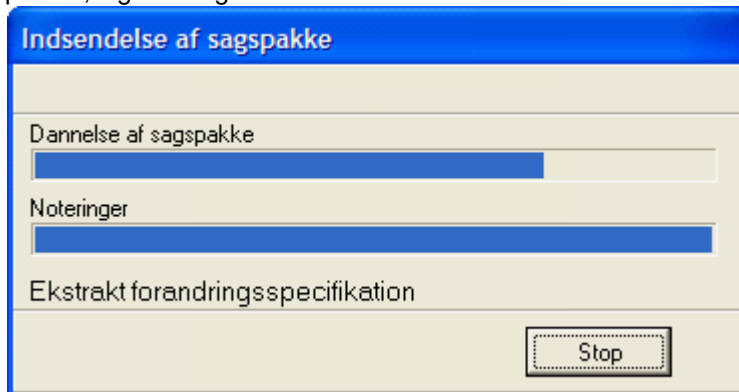 Indsendelse af sagspakke
Dannelse af sagspakke
Noteringer
Ekstrakt forandringsspecifikation
Stop